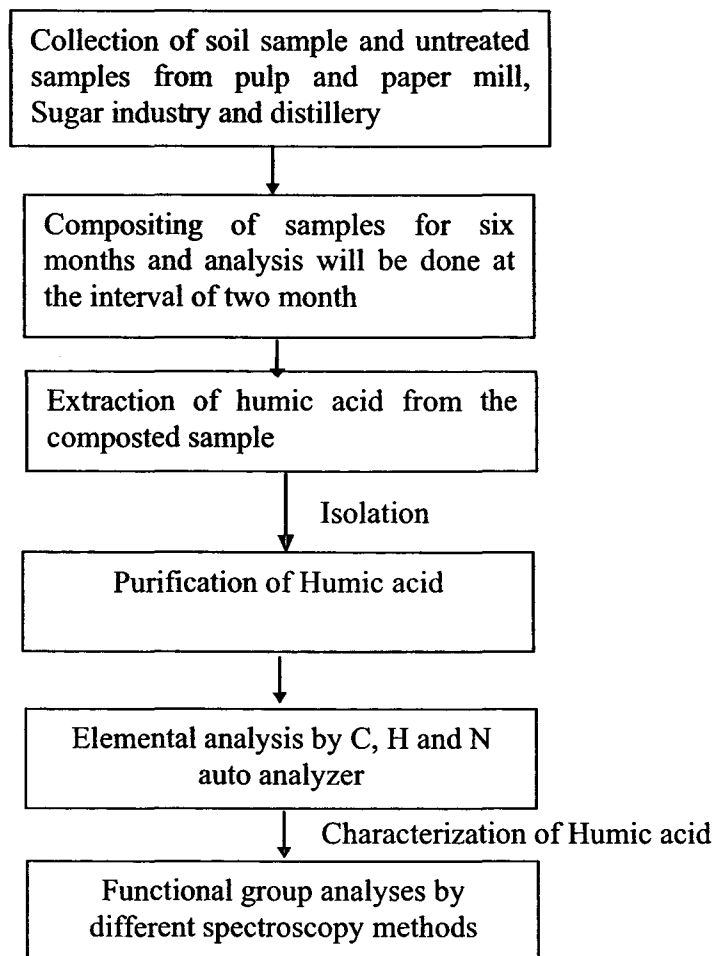 Collection of soil sample and untreated
samples from pulp and paper mill,
Sugar industry and distillery
Compositing of samples for six
months and analysis will be done at
the interval of two month
Extraction of humic acid from the
composted sample
Isolation
Purification of Humic acid
Elemental analysis by C, H and N
auto analyzer
Characterization of Humic acid
Functional group analyses by
different spectroscopy methods